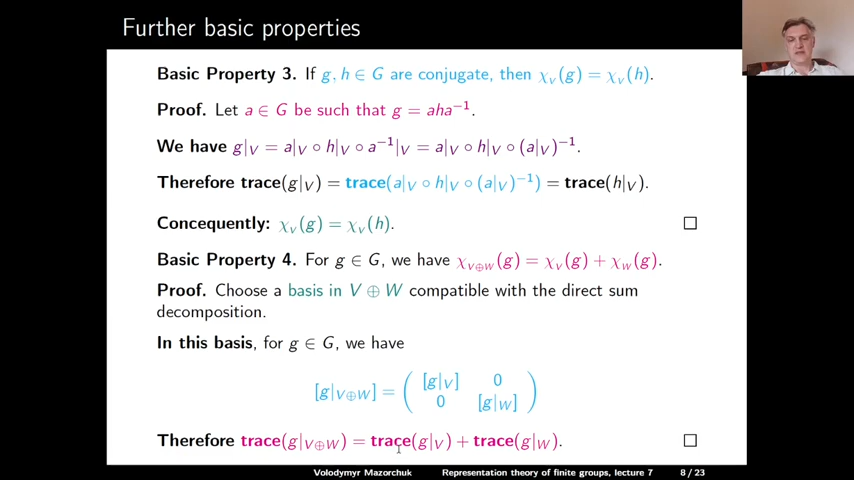 Further basic properties
Basic Property 3. If g, h ∈ G are conjugate, then χ_V(g) = χ_V(h).
Proof. Let a ∈ G be such that g = aha⁻¹.
We have g|_V = a|_V ∘ h|_V ∘ a⁻¹|_V = a|_V ∘ h|_V ∘ (a|_V)⁻¹.
Therefore trace(g|_V) = trace(a|_V ∘ h|_V ∘ (a|_V)⁻¹) = trace(h|_V).
Concequently: χ_V(g) = χ_V(h). □
Basic Property 4. For g ∈ G, we have χ_{V⊕W}(g) = χ_V(g) + χ_W(g).
Proof. Choose a basis in V ⊕ W compatible with the direct sum
decomposition.
In this basis, for g ∈ G, we have
[g|_{V⊕W}] = ( [g|_V] 0
0 [g|_W] )
Therefore trace(g|_{V⊕W}) = trace(g|_V) + trace(g|_W). □
Volodymyr Mazorchuk Representation theory of finite groups, lecture 7 8 / 23